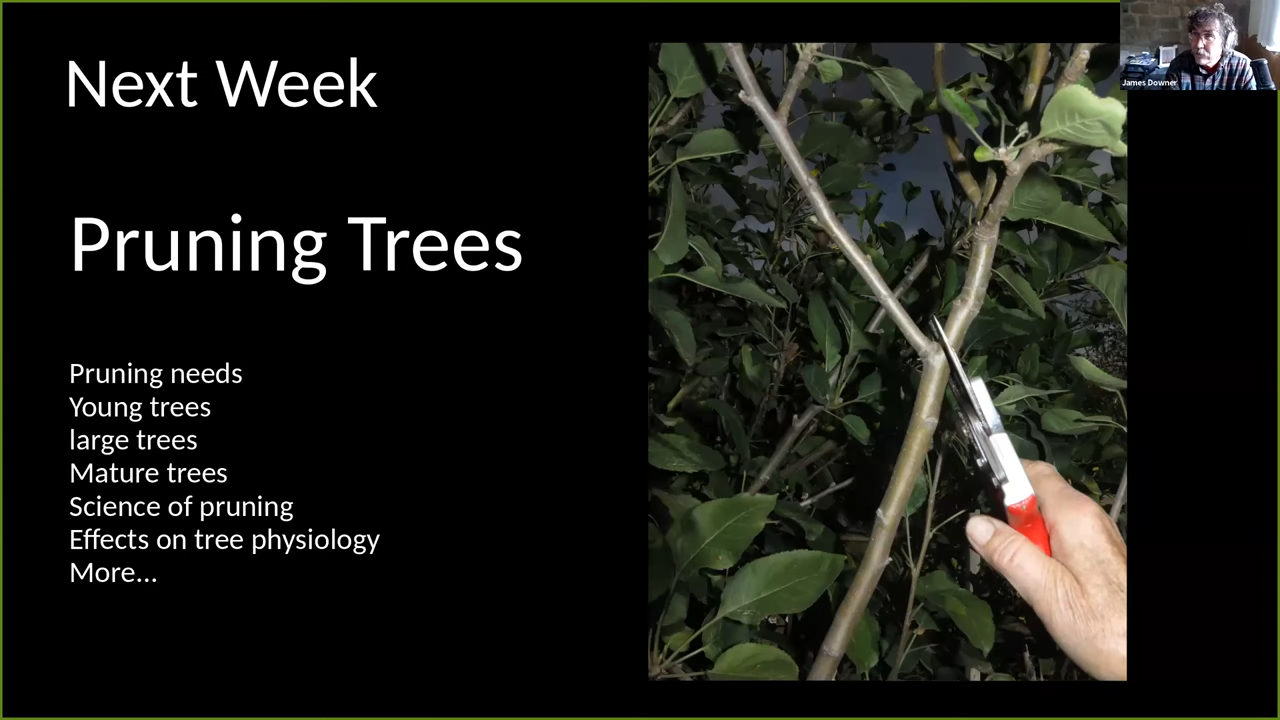 Next Week
Pruning Trees
Pruning needs
Young trees
large trees
Mature trees
Science of pruning
Effects on tree physiology
More...
James Downer